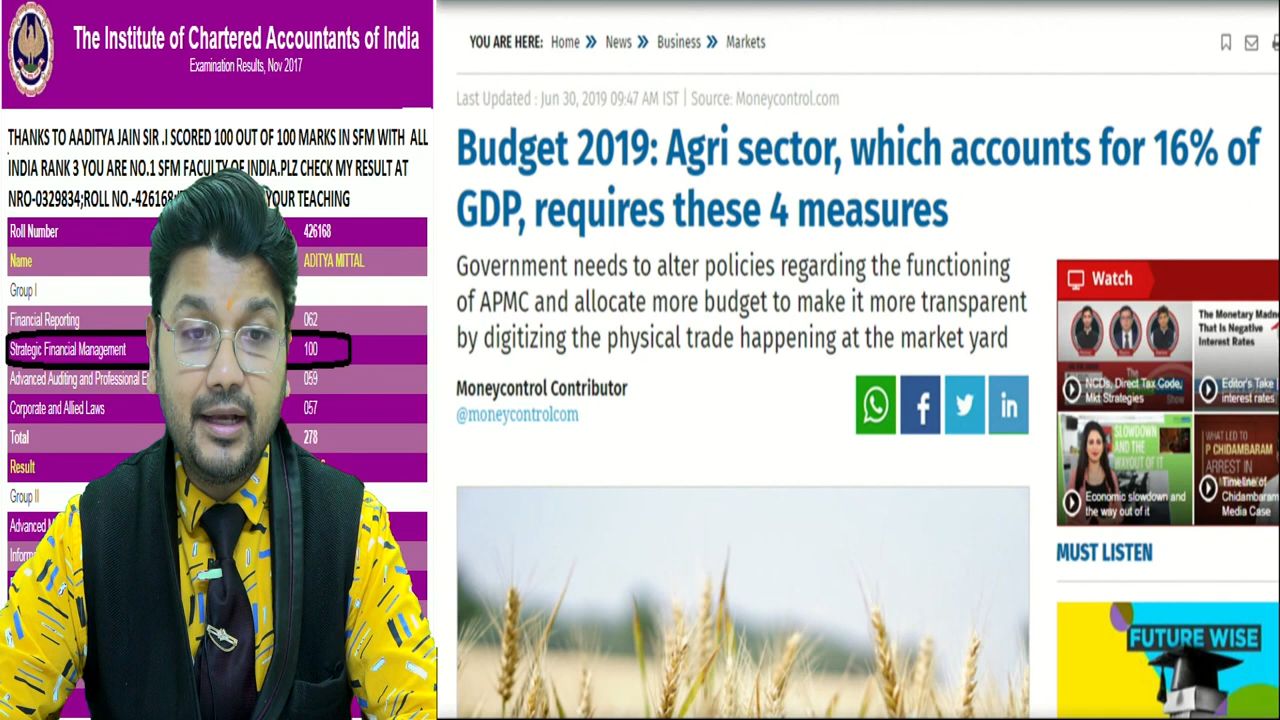 The Institute of Chartered Accountants of India
Examination Results, Nov 2017
THANKS TO AADITYA JAIN SIR .I SCORED 100 OUT OF 100 MARKS IN SFM WITH ALL
INDIA RANK 3 YOU ARE NO.1 SFM FACULTY OF INDIA.PLZ CHECK MY RESULT AT
NRO-0329834;ROLL NO.-426168; YOUR TEACHING
Roll Number 426168
Name ADITYA MITTAL
Group I
Financial Reporting 062
Strategic Financial Management 100
Advanced Auditing and Professional 059
Corporate and Allied Laws 057
Total 278
Result
Group II
Advanced
YOU ARE HERE: Home » News » Business » Markets
Last Updated : Jun 30, 2019 09:47 AM IST | Source: Moneycontrol.com
Budget 2019: Agri sector, which accounts for 16% of
GDP, requires these 4 measures
Government needs to alter policies regarding the functioning
of APMC and allocate more budget to make it more transparent
by digitizing the physical trade happening at the market yard
Moneycontrol Contributor
@moneycontrolcom
Watch
NCDs, Direct Tax Code,
Mkt Strategies
The Monetary Madne
That Is Negative
Interest Rates
Editor's Take
interest rates
SLOWDOWN
AND THE
WAYOUT OF IT
Economic slowdown and
the way out of it
WHAT LED TO
P CHIDAMBARAM
ARREST IN
Timeline of
Chidambaram
Media Case
MUST LISTEN
FUTURE WISE